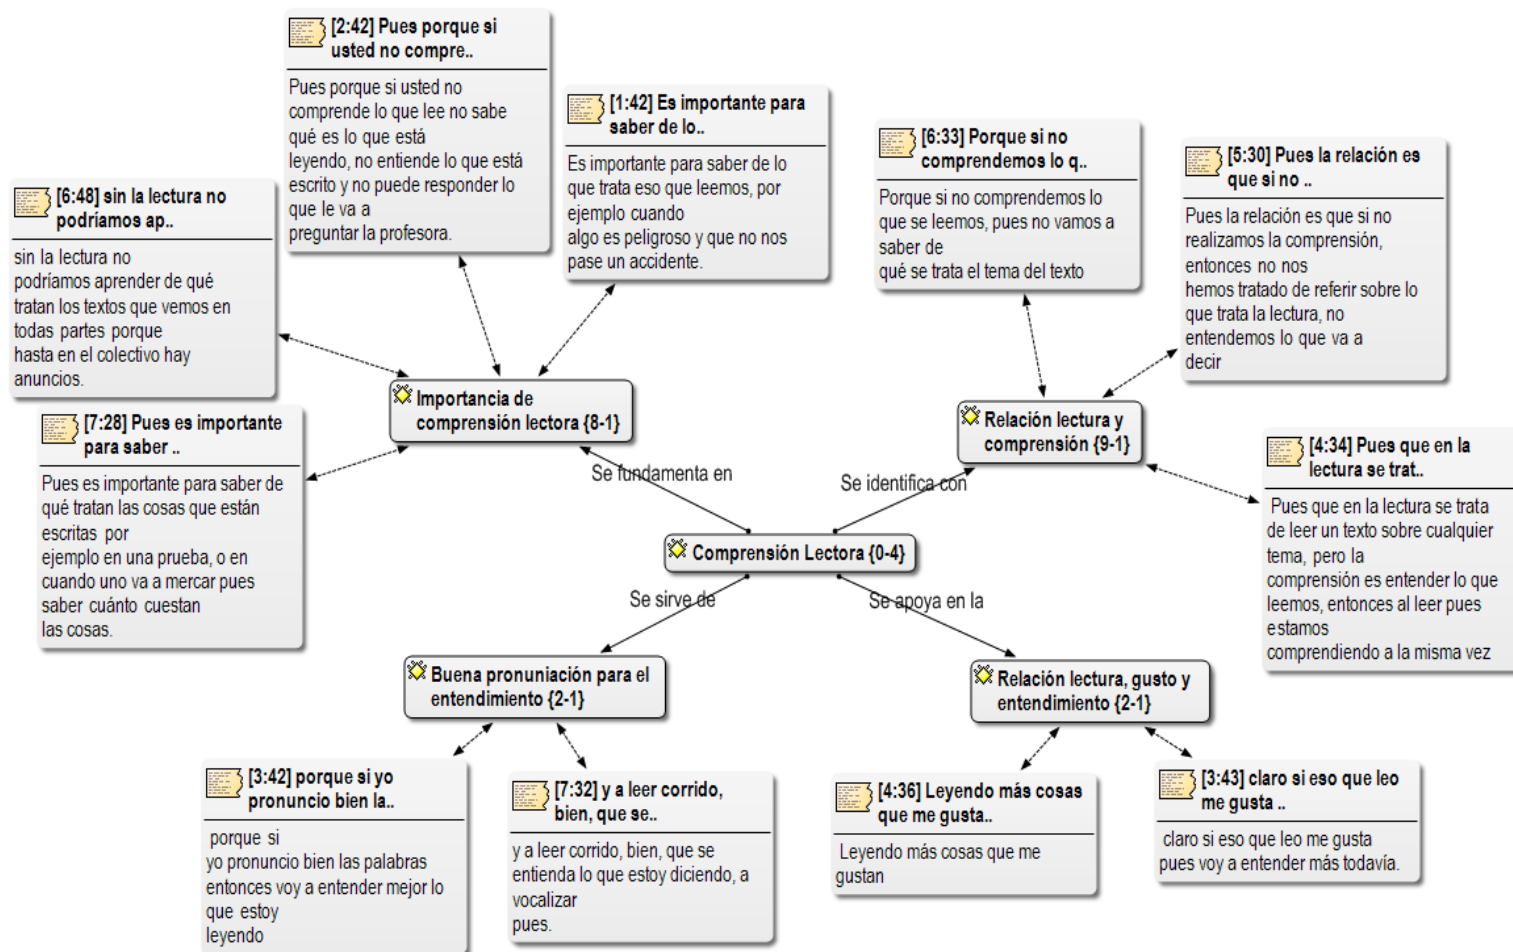 [2:42] Pues porque si
usted no compre..
Pues porque si usted no
comprende lo que lee no sabe
qué es lo que está
leyendo, no entiende lo que está
escrito y no puede responder lo
que le va a
preguntar la profesora.
[1:42] Es importante para
saber de lo..
Es importante para saber de lo
que trata eso que leemos, por
ejemplo cuando
algo es peligroso y que no nos
pase un accidente.
[6:33] Porque si no
comprendemos lo q..
Porque si no comprendemos lo
que se leemos, pues no vamos a
saber de
qué se trata el tema del texto
[5:30] Pues la relación es
que si no ..
Pues la relación es que si no
realizamos la comprensión,
entonces no nos
hemos tratado de referir sobre lo
que trata la lectura, no
entendemos lo que va a
decir
[6:48] sin la lectura no
podríamos ap..
sin la lectura no
podríamos aprender de qué
tratan los textos que vemos en
todas partes porque
hasta en el colectivo hay
anuncios.
Importancia de
comprensión lectora {8-1}
Relación lectura y
comprensión {9-1}
[7:28] Pues es importante
para saber ..
Pues es importante para saber de
qué tratan las cosas que están
escritas por
ejemplo en una prueba, o en
cuando uno va a mercar pues
saber cuánto cuestan
las cosas.
[4:34] Pues que en la
lectura se trat..
Pues que en la lectura se trata
de leer un texto sobre cualquier
tema, pero la
comprensión es entender lo que
leemos, entonces al leer pues
estamos
comprendiendo a la misma vez
Se fundamenta en
Se identifica con
Comprensión Lectora {0-4}
Se sirve de
Se apoya en la
Buena pronuniación para el
entendimiento {2-1}
Relación lectura, gusto y
entendimiento {2-1}
[3:42] porque si yo
pronuncio bien la..
porque si
yo pronuncio bien las palabras
entonces voy a entender mejor lo
que estoy
leyendo
[7:32] y a leer corrido,
bien, que se..
y a leer corrido, bien, que se
entienda lo que estoy diciendo, a
vocalizar
pues.
[4:36] Leyendo más cosas
que me gusta..
Leyendo más cosas que me
gustan
[3:43] claro si eso que leo
me gusta ..
claro si eso que leo me gusta
pues voy a entender más todavía.